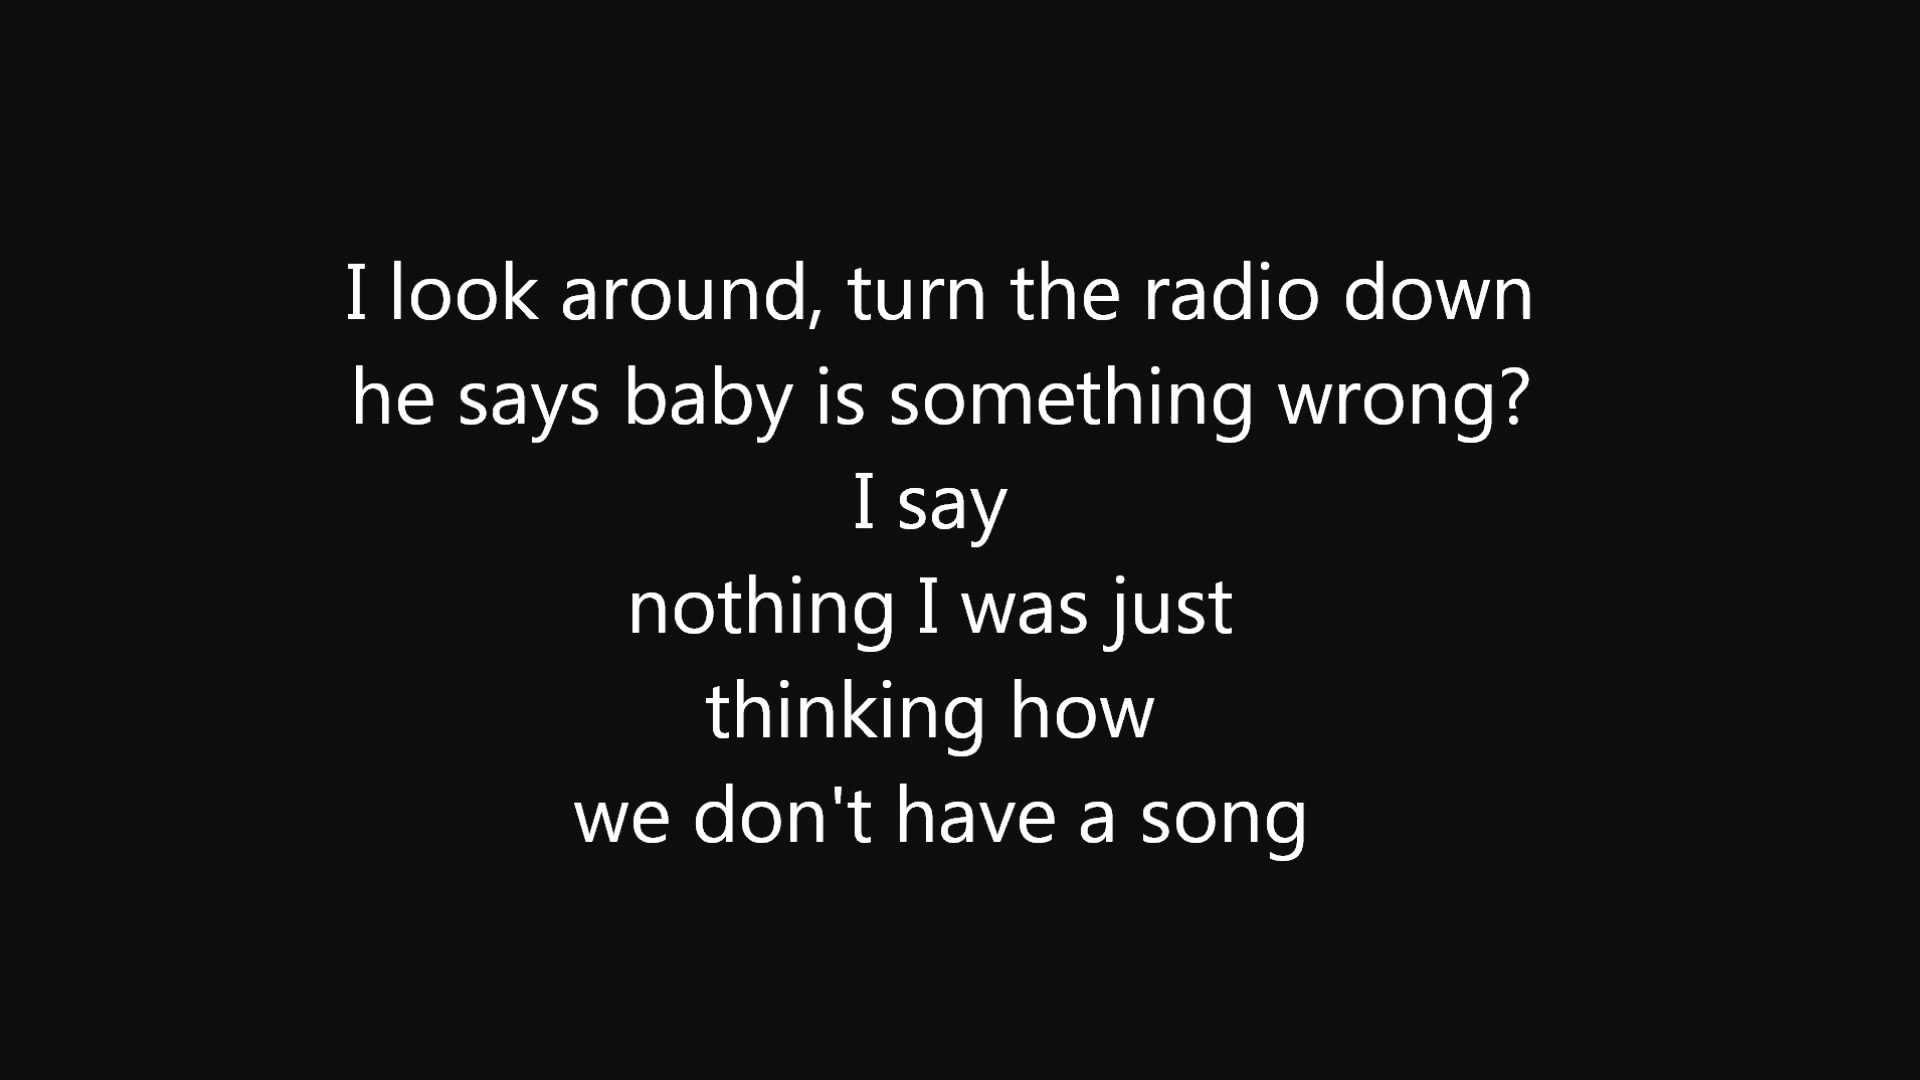 I look around, turn the radio down
he says baby is something wrong?
I say
nothing I was just
thinking how
we don't have a song